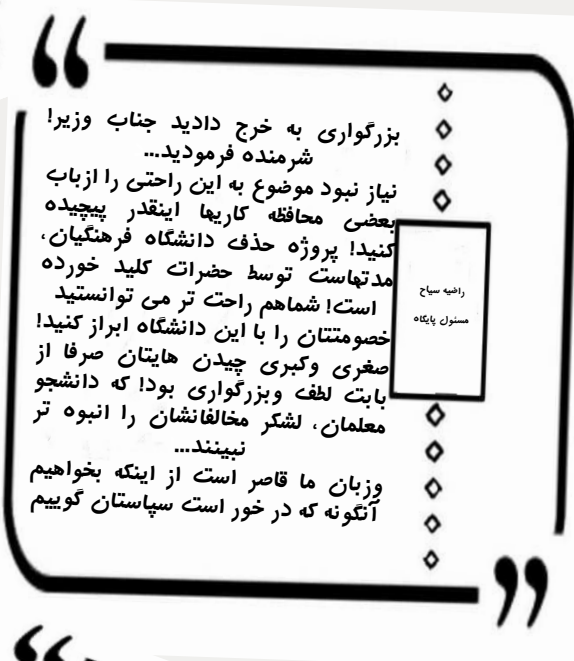 بزرگواری به خرج دادید جناب وزیر!
شرمنده فرمودید...
نیاز نبود موضوع به این راحتی را ازباب
بعضی محافظه کاریها اینقدر پیچیده
کنید! پروژه حذف دانشگاه فرهنگیان،
مدتهاست توسط حضرات کلید خورده
است! شماهم راحت تر می توانستید
خصومتتان را با این دانشگاه ابراز کنید!
صغری وکبری چیدن هایتان صرفا از
بابت لطف وبزرگواری بود! که دانشجو
معلمان، لشکر مخالفانشان را انبوه تر
نبینند...
وزبان ما قاصر است از اینکه بخواهیم
آنگونه که در خور است سپاستان گوییم
راضیه سیاح
مسئول پایگاه